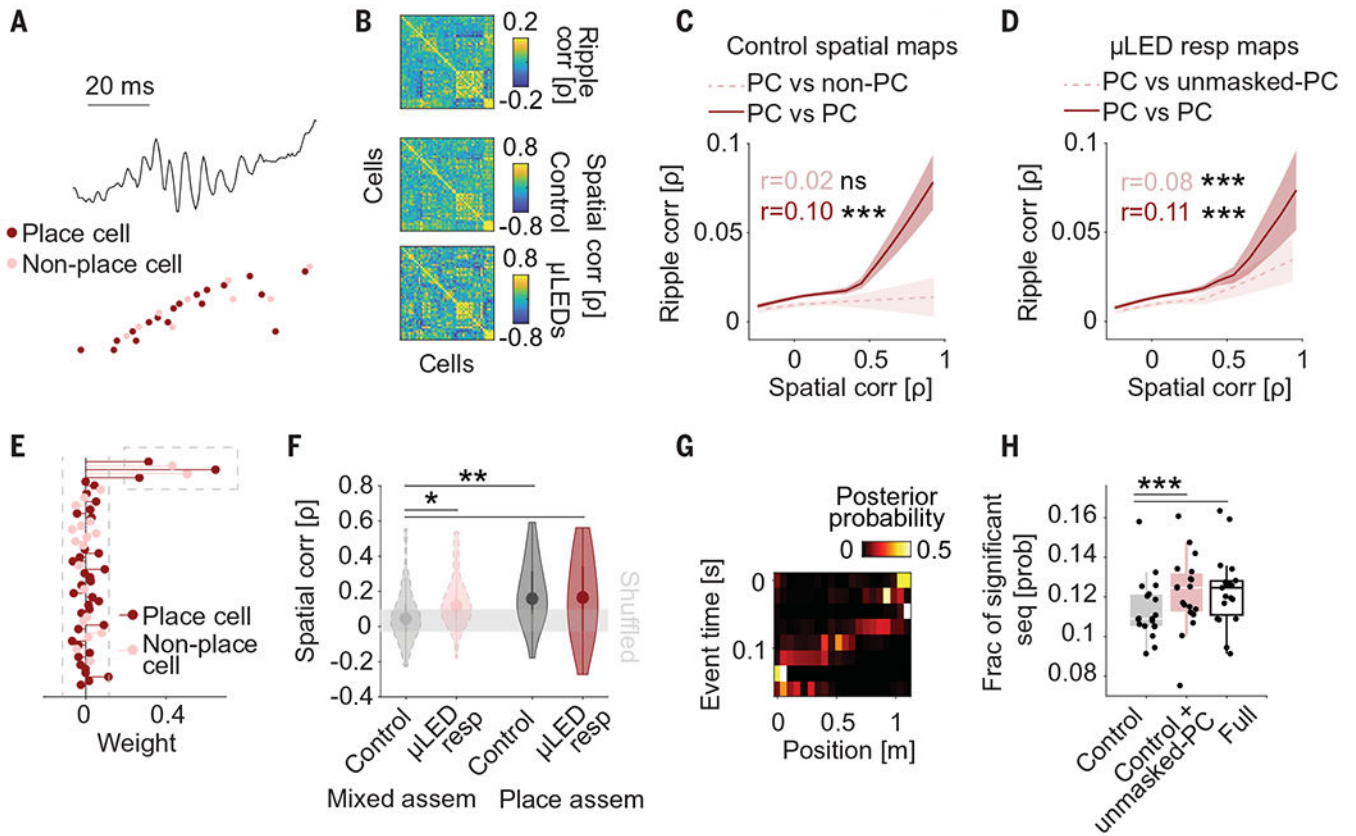 A
20 ms
Place cell
Non-place cell
B
0.2
-0.2
Ripple
corr [ρ]
0.8
-0.8
Control
0.8
-0.8
µLEDs
Spatial corr [ρ]
Cells
Cells
C
Control spatial maps
PC vs non-PC
PC vs PC
0.1
0.05
0
Ripple corr [ρ]
r=0.02 ns
r=0.10 ***
0
0.5
1
Spatial corr [ρ]
D
µLED resp maps
PC vs unmasked-PC
PC vs PC
0.1
0.05
0
Ripple corr [ρ]
r=0.08 ***
r=0.11 ***
0
0.5
1
Spatial corr [ρ]
E
Place cell
Non-place
cell
0
0.4
Weight
F
**
*
0.8
0.6
0.4
0.2
0
-0.2
-0.4
Spatial corr [ρ]
Shuffled
Control
µLED
resp
Control
µLED
resp
Mixed assem
Place assem
G
Posterior
probability
0
0.5
0
0.1
Event time [s]
0
0.5
1
Position [m]
H
***
0.16
0.14
0.12
0.1
0.08
Frac of significant
seq [prob]
Control
Control +
unmasked-PC
Full